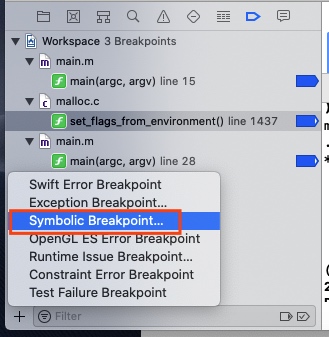 Workspace 3 Breakpoints
m main.m
f main(argc, argv) line 15
c malloc.c
f set_flags_from_environment() line 1437
m main.m
f main(argc, argv) line 28
Swift Error Breakpoint
Exception Breakpoint...
Symbolic Breakpoint...
OpenGL ES Error Breakpoint
Runtime Issue Breakpoint...
Constraint Error Breakpoint
Test Failure Breakpoint
+ Filter